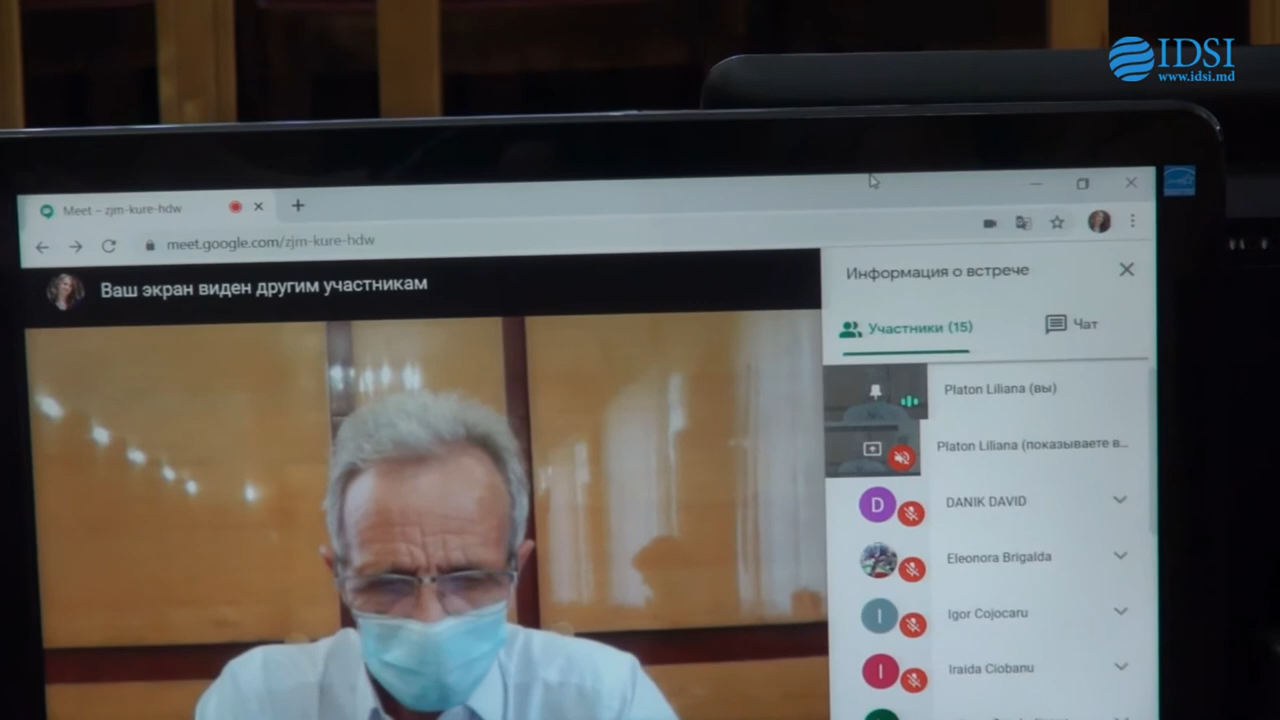 IDSI
www.idsi.md
Meet – zjm-kure-hdw
meet.google.com/zjm-kure-hdw
Ваш экран виден другим участникам
Информация о встрече
Участники (15)
Чат
Platon Liliana (вы)
Platon Liliana (показываете в...
D
DANIK DAVID
Eleonora Brigalda
I
Igor Cojocaru
I
Iraida Ciobanu